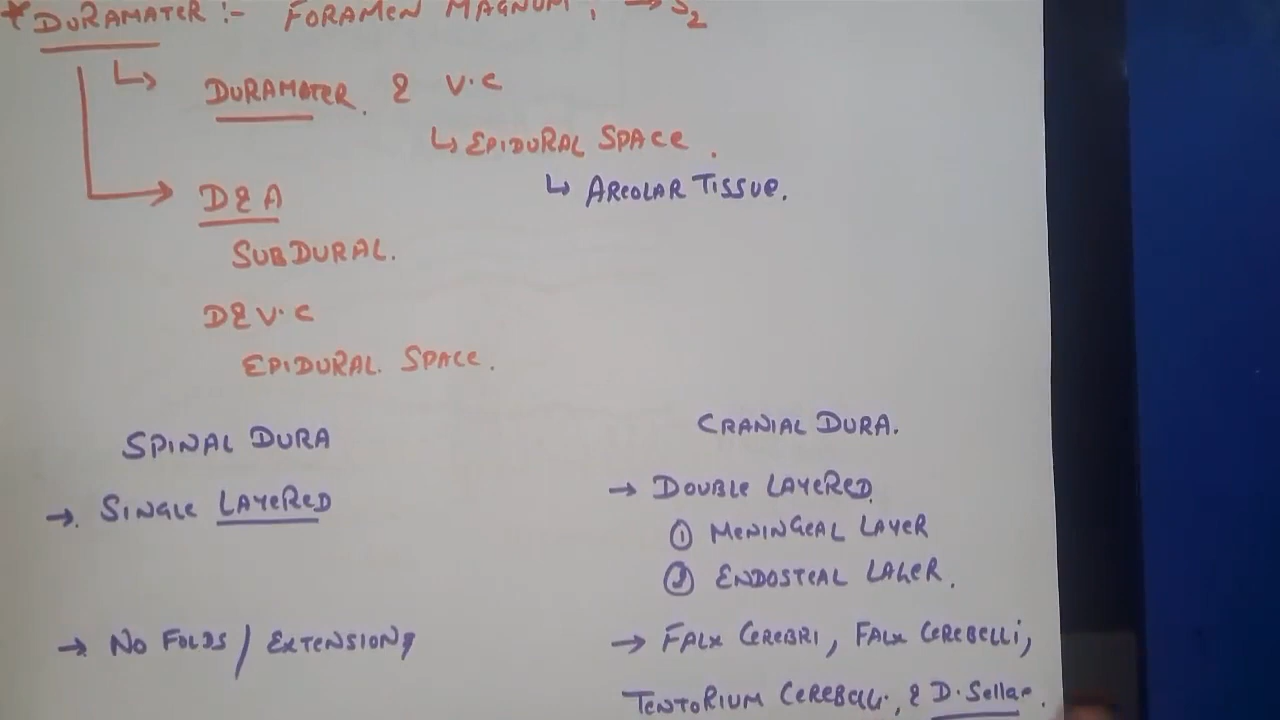 * DURAMATER :- FORAMEN MAGNUM, → S2
↳ DURAMATER & V.C
↳ EPIDURAL SPACE.
↳ AREOLAR TISSUE.
→ D & A
SUBDURAL.
D & V.C
EPIDURAL SPACE.
SPINAL DURA
CRANIAL DURA.
→ SINGLE LAYERED
→ DOUBLE LAYERED
① MENINGEAL LAYER
② ENDOSTEAL LAYER.
→ NO FOLDS / EXTENSIONS
→ FALX CEREBRI, FALX CEREBELLI,
TENTORIUM CEREBELLI, & D. Sellae.